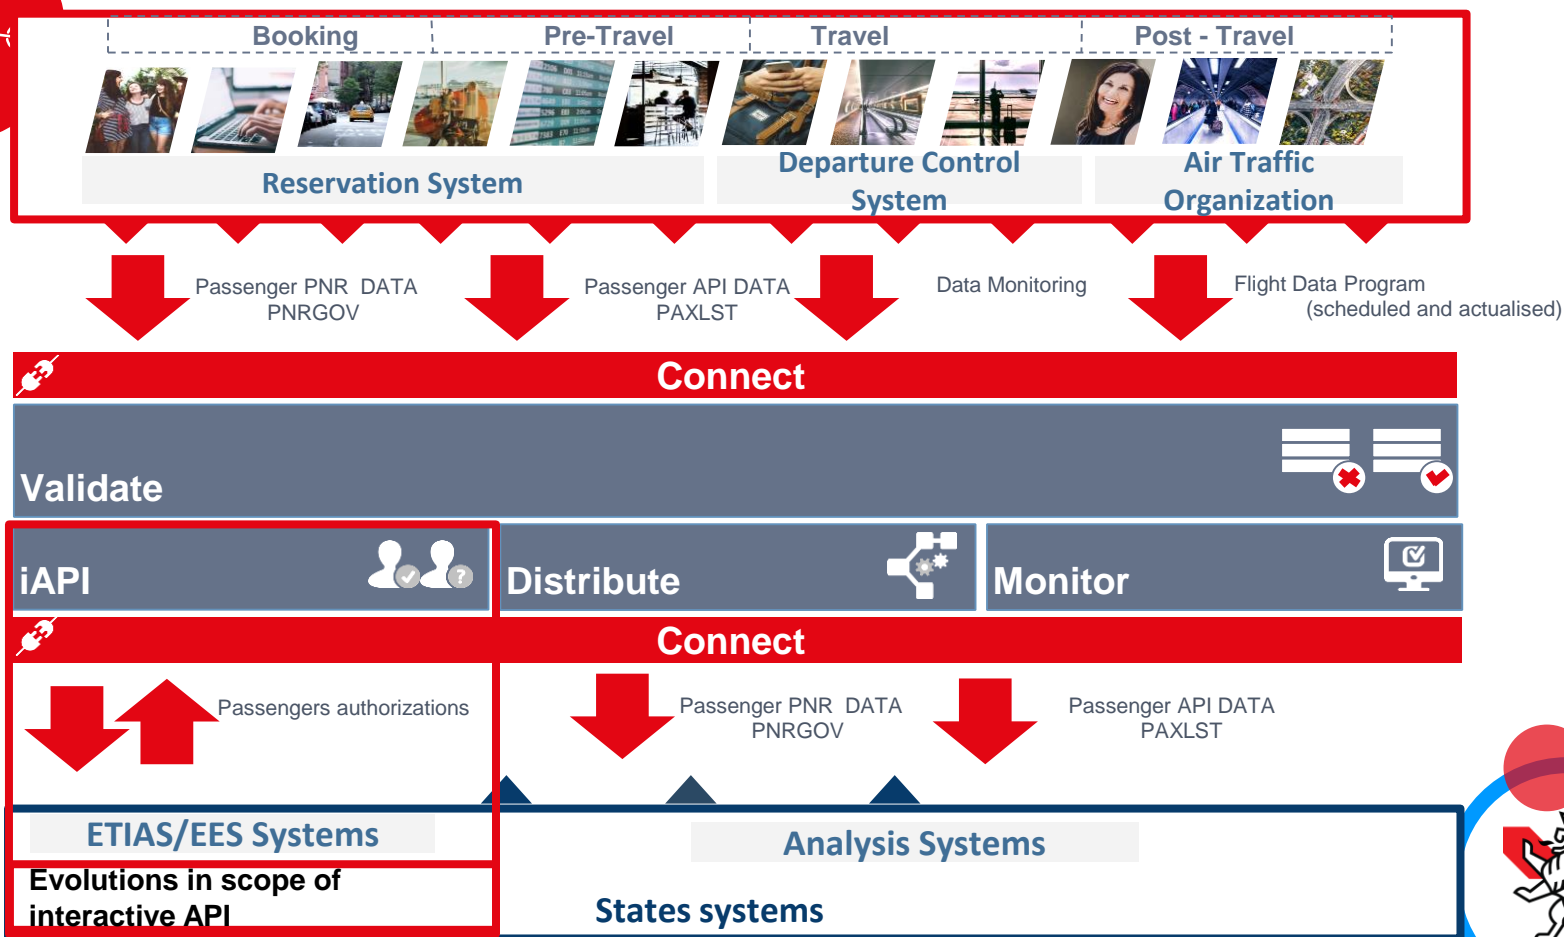 Booking
Pre-Travel
Travel
Post - Travel
Reservation System
Departure Control
System
Air Traffic
Organization
Passenger PNR DATA
PNRGOV
Passenger API DATA
PAXLST
Data Monitoring
Flight Data Program
(scheduled and actualised)
Connect
Validate
iAPI
Distribute
Monitor
Connect
Passengers authorizations
Passenger PNR DATA
PNRGOV
Passenger API DATA
PAXLST
ETIAS/EES Systems
Analysis Systems
Evolutions in scope of
interactive API
States systems